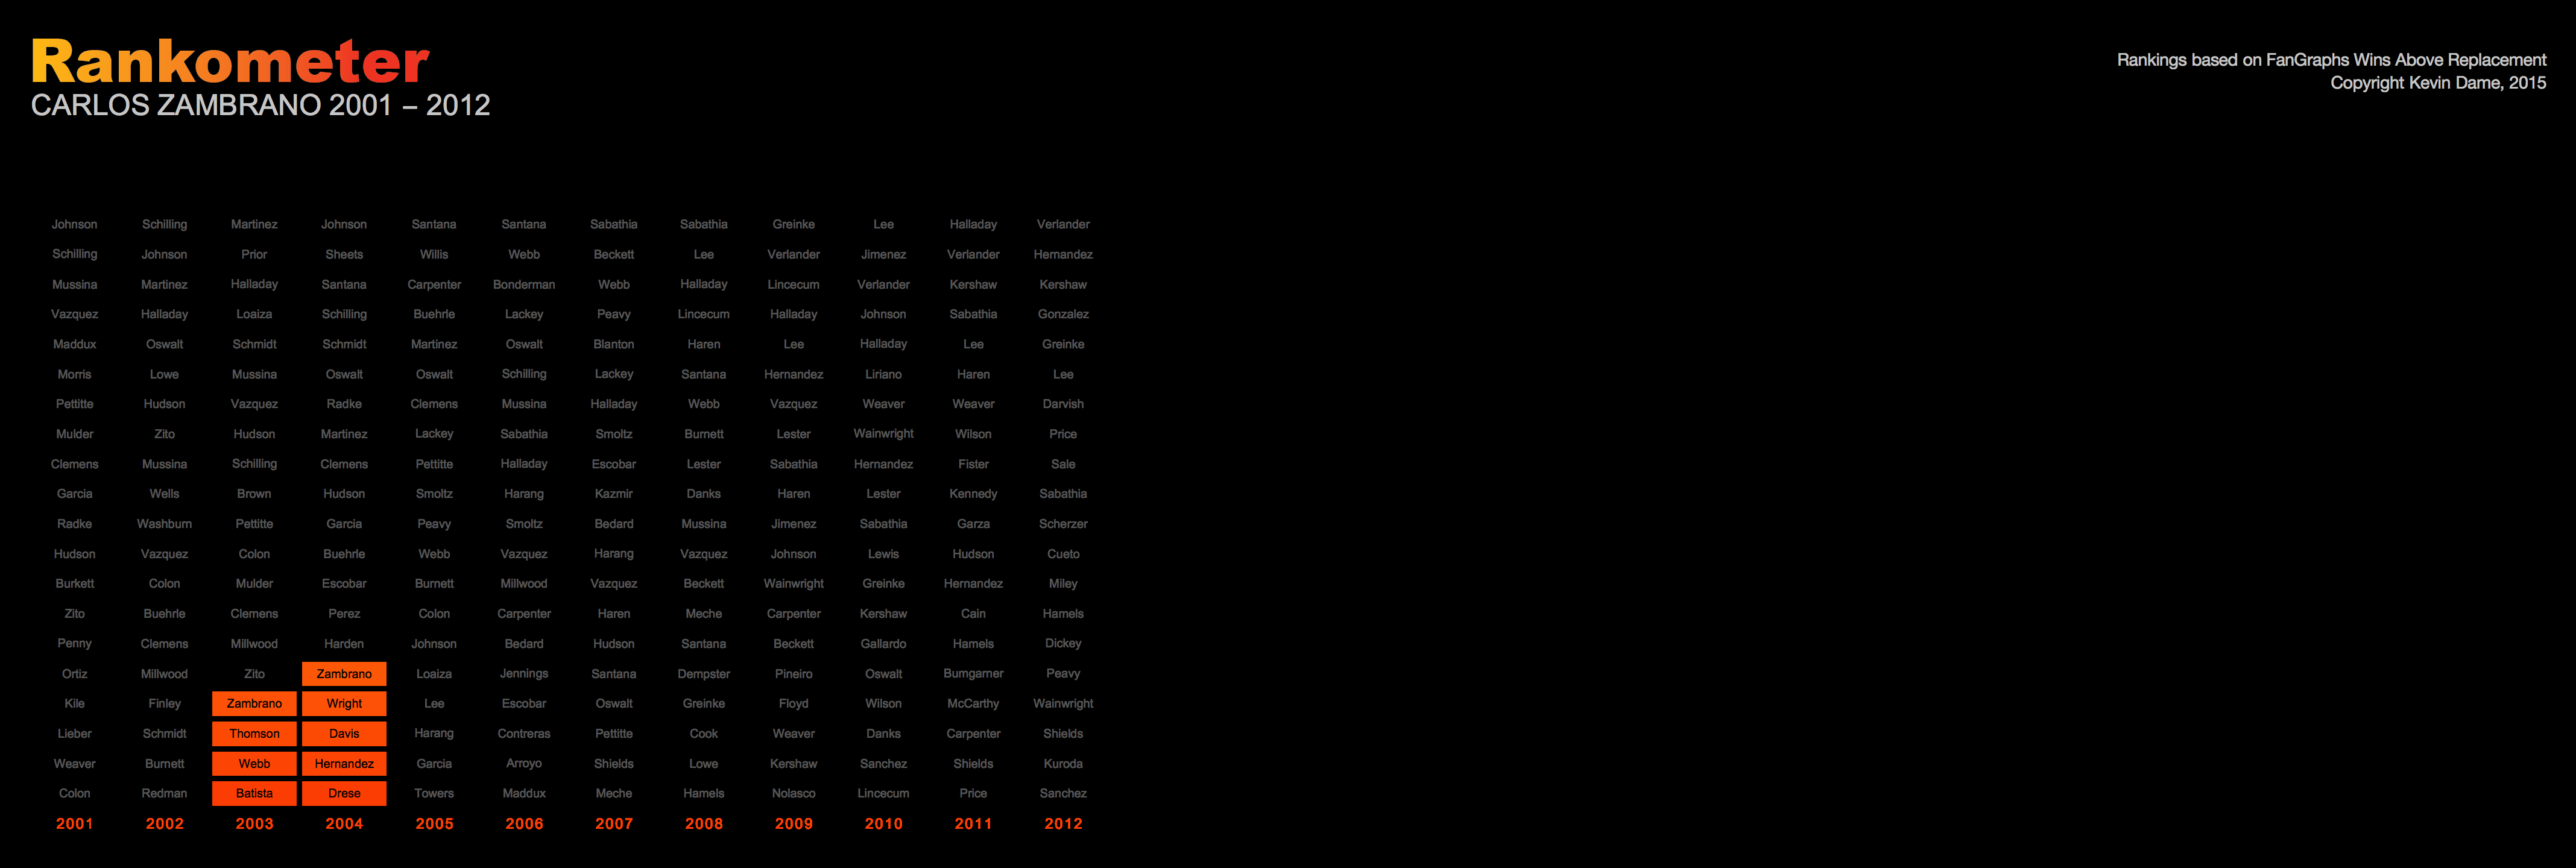 Rankometer
CARLOS ZAMBRANO 2001 – 2012
Rankings based on FanGraphs Wins Above Replacement
Copyright Kevin Dame, 2015
Johnson Schilling Martinez Johnson Santana Santana Sabathia Sabathia Greinke Lee Halladay Verlander
Schilling Johnson Prior Sheets Willis Webb Beckett Lee Verlander Jimenez Verlander Hernandez
Mussina Martinez Halladay Santana Carpenter Bonderman Webb Halladay Lincecum Verlander Kershaw Kershaw
Vazquez Halladay Loaiza Schilling Buehrle Lackey Peavy Lincecum Halladay Johnson Sabathia Gonzalez
Maddux Oswalt Schmidt Schmidt Martinez Oswalt Blanton Haren Lee Halladay Lee Greinke
Morris Lowe Mussina Oswalt Oswalt Schilling Lackey Santana Hernandez Liriano Haren Lee
Pettitte Hudson Vazquez Radke Clemens Mussina Halladay Webb Vazquez Weaver Weaver Darvish
Mulder Zito Hudson Martinez Lackey Sabathia Smoltz Burnett Lester Wainwright Wilson Price
Clemens Mussina Schilling Clemens Pettitte Halladay Escobar Lester Sabathia Hernandez Fister Sale
Garcia Wells Brown Hudson Smoltz Harang Kazmir Danks Haren Lester Kennedy Sabathia
Radke Washburn Pettitte Garcia Peavy Smoltz Bedard Mussina Jimenez Sabathia Garza Scherzer
Hudson Vazquez Colon Buehrle Webb Vazquez Harang Vazquez Johnson Lewis Hudson Cueto
Burkett Colon Mulder Escobar Burnett Millwood Vazquez Beckett Wainwright Greinke Hernandez Miley
Zito Buehrle Clemens Perez Colon Carpenter Haren Meche Carpenter Kershaw Cain Hamels
Penny Clemens Millwood Harden Johnson Bedard Hudson Santana Beckett Gallardo Hamels Dickey
Ortiz Millwood Zito Zambrano Loaiza Jennings Santana Dempster Pineiro Oswalt Bumgarner Peavy
Kile Finley Zambrano Wright Lee Escobar Oswalt Greinke Floyd Wilson McCarthy Wainwright
Lieber Schmidt Thomson Davis Harang Contreras Pettitte Cook Weaver Danks Carpenter Shields
Weaver Burnett Webb Hernandez Garcia Arroyo Shields Lowe Kershaw Sanchez Shields Kuroda
Colon Redman Batista Drese Towers Maddux Meche Hamels Nolasco Lincecum Price Sanchez
2001 2002 2003 2004 2005 2006 2007 2008 2009 2010 2011 2012